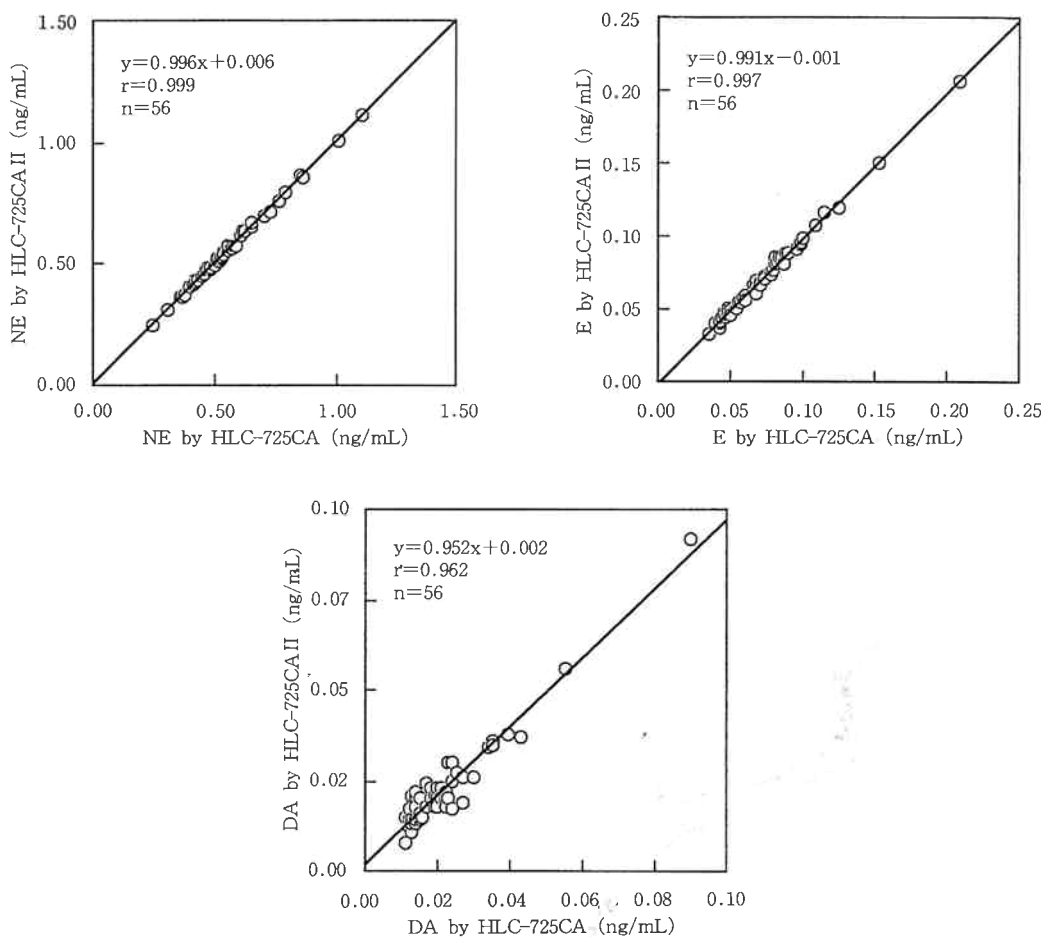 1.50
1.00
0.50
0.00
NE by HLC-725CAII (ng/mL)
y=0.996x+0.006
r=0.999
n=56
0.00 0.50 1.00 1.50
NE by HLC-725CA (ng/mL)
0.25
0.20
0.15
0.10
0.05
0.00
E by HLC-725CAII (ng/mL)
y=0.991x−0.001
r=0.997
n=56
0.00 0.05 0.10 0.15 0.20 0.25
E by HLC-725CA (ng/mL)
0.10
0.07
0.05
0.02
0.00
DA by HLC-725CAII (ng/mL)
y=0.952x+0.002
r=0.962
n=56
0.00 0.02 0.04 0.06 0.08 0.10
DA by HLC-725CA (ng/mL)